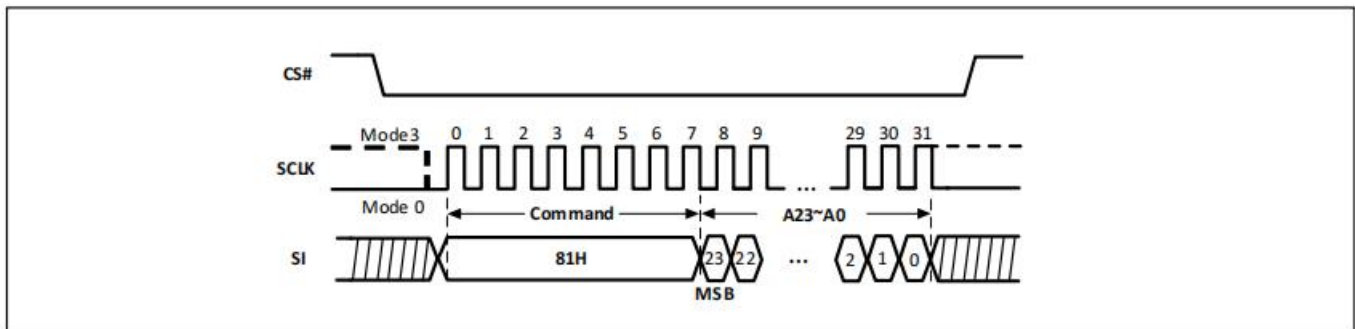 CS#
Mode3 0 1 2 3 4 5 6 7 8 9 29 30 31
SCLK ...
Mode 0 Command A23~A0
SI 81H 23 22 ... 2 1 0
MSB